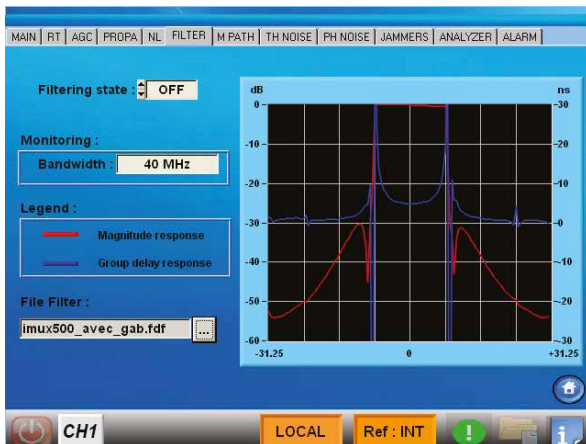 MAIN RT AGC PROPA NL FILTER M PATH TH NOISE PH NOISE JAMMERS ANALYZER ALARM
Filtering state : OFF
Monitoring :
Bandwidth : 40 MHz
Legend :
Magnitude response
Group delay response
File Filter :
imux500_avec_gab.fdf ...
dB ns
0 -30
-10 -20
-20 -10
-30 -0
-40 --10
-50 --20
-60 --30
-31.25 0 +31.25
CH1 LOCAL Ref : INT ! i